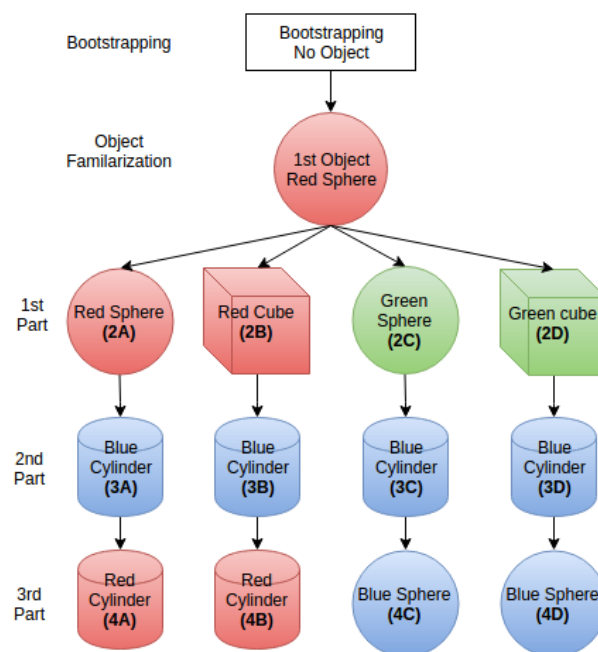 Bootstrapping
Bootstrapping
No Object
Object
Familarization
1st Object
Red Sphere
1st
Part
Red Sphere
(2A)
Red Cube
(2B)
Green
Sphere
(2C)
Green cube
(2D)
2nd
Part
Blue
Cylinder
(3A)
Blue
Cylinder
(3B)
Blue
Cylinder
(3C)
Blue
Cylinder
(3D)
3rd
Part
Red
Cylinder
(4A)
Red
Cylinder
(4B)
Blue Sphere
(4C)
Blue Sphere
(4D)